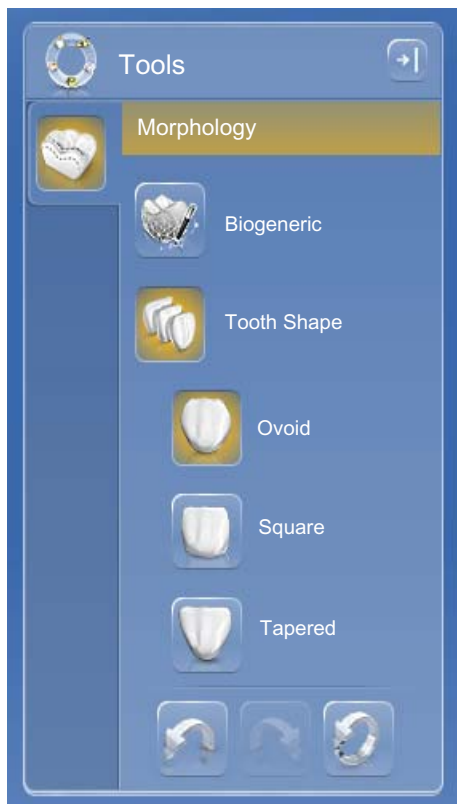 Tools
Morphology
Biogeneric
Tooth Shape
Ovoid
Square
Tapered